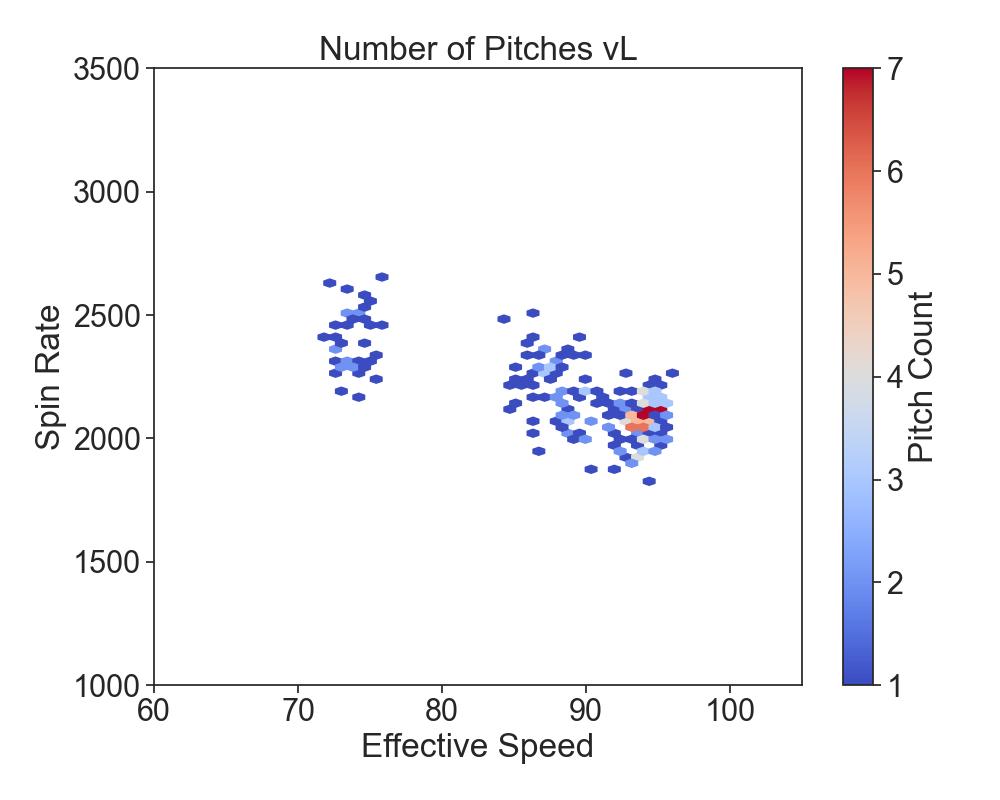 Number of Pitches vL
3500
3000
2500
2000
1500
1000
Spin Rate
60 70 80 90 100
Effective Speed
7
6
5
4
3
2
1
Pitch Count